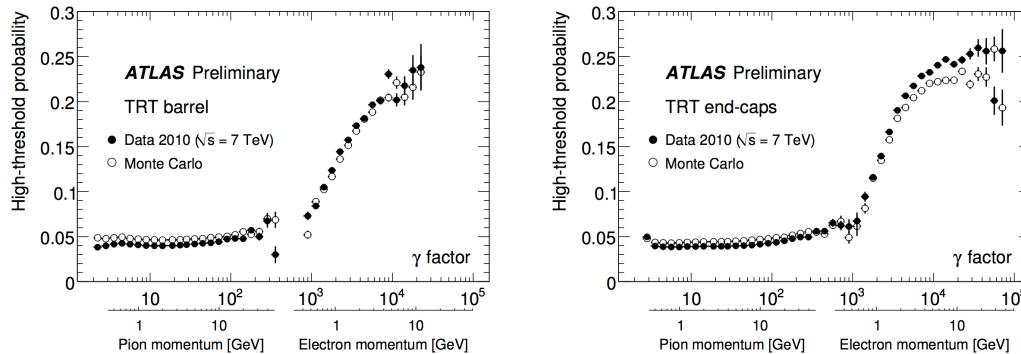 High-threshold probability
0.3
0.25
0.2
0.15
0.1
0.05
0
ATLAS Preliminary
TRT barrel
Data 2010 (√s = 7 TeV)
Monte Carlo
γ factor
10 10² 10³ 10⁴ 10⁵
1 10 1 10
Pion momentum [GeV] Electron momentum [GeV]
High-threshold probability
0.3
0.25
0.2
0.15
0.1
0.05
0
ATLAS Preliminary
TRT end-caps
Data 2010 (√s = 7 TeV)
Monte Carlo
γ factor
10 10² 10³ 10⁴ 10⁵
1 10 1 10
Pion momentum [GeV] Electron momentum [GeV]